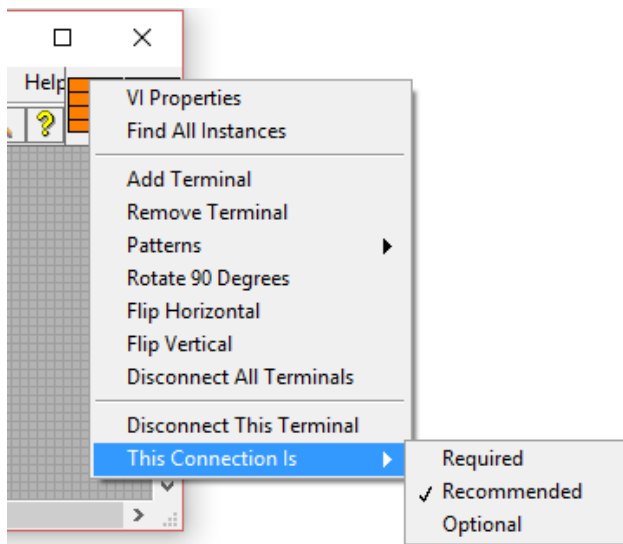 Help
?
VI Properties
Find All Instances
Add Terminal
Remove Terminal
Patterns
Rotate 90 Degrees
Flip Horizontal
Flip Vertical
Disconnect All Terminals
Disconnect This Terminal
This Connection Is
Required
✓ Recommended
Optional